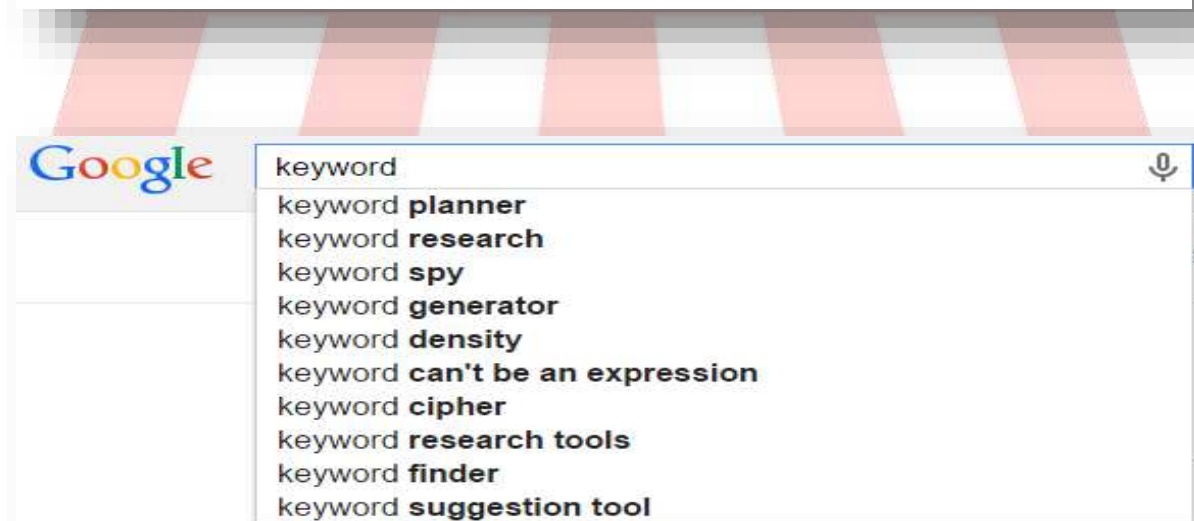 Google keyword
keyword planner
keyword research
keyword spy
keyword generator
keyword density
keyword can't be an expression
keyword cipher
keyword research tools
keyword finder
keyword suggestion tool